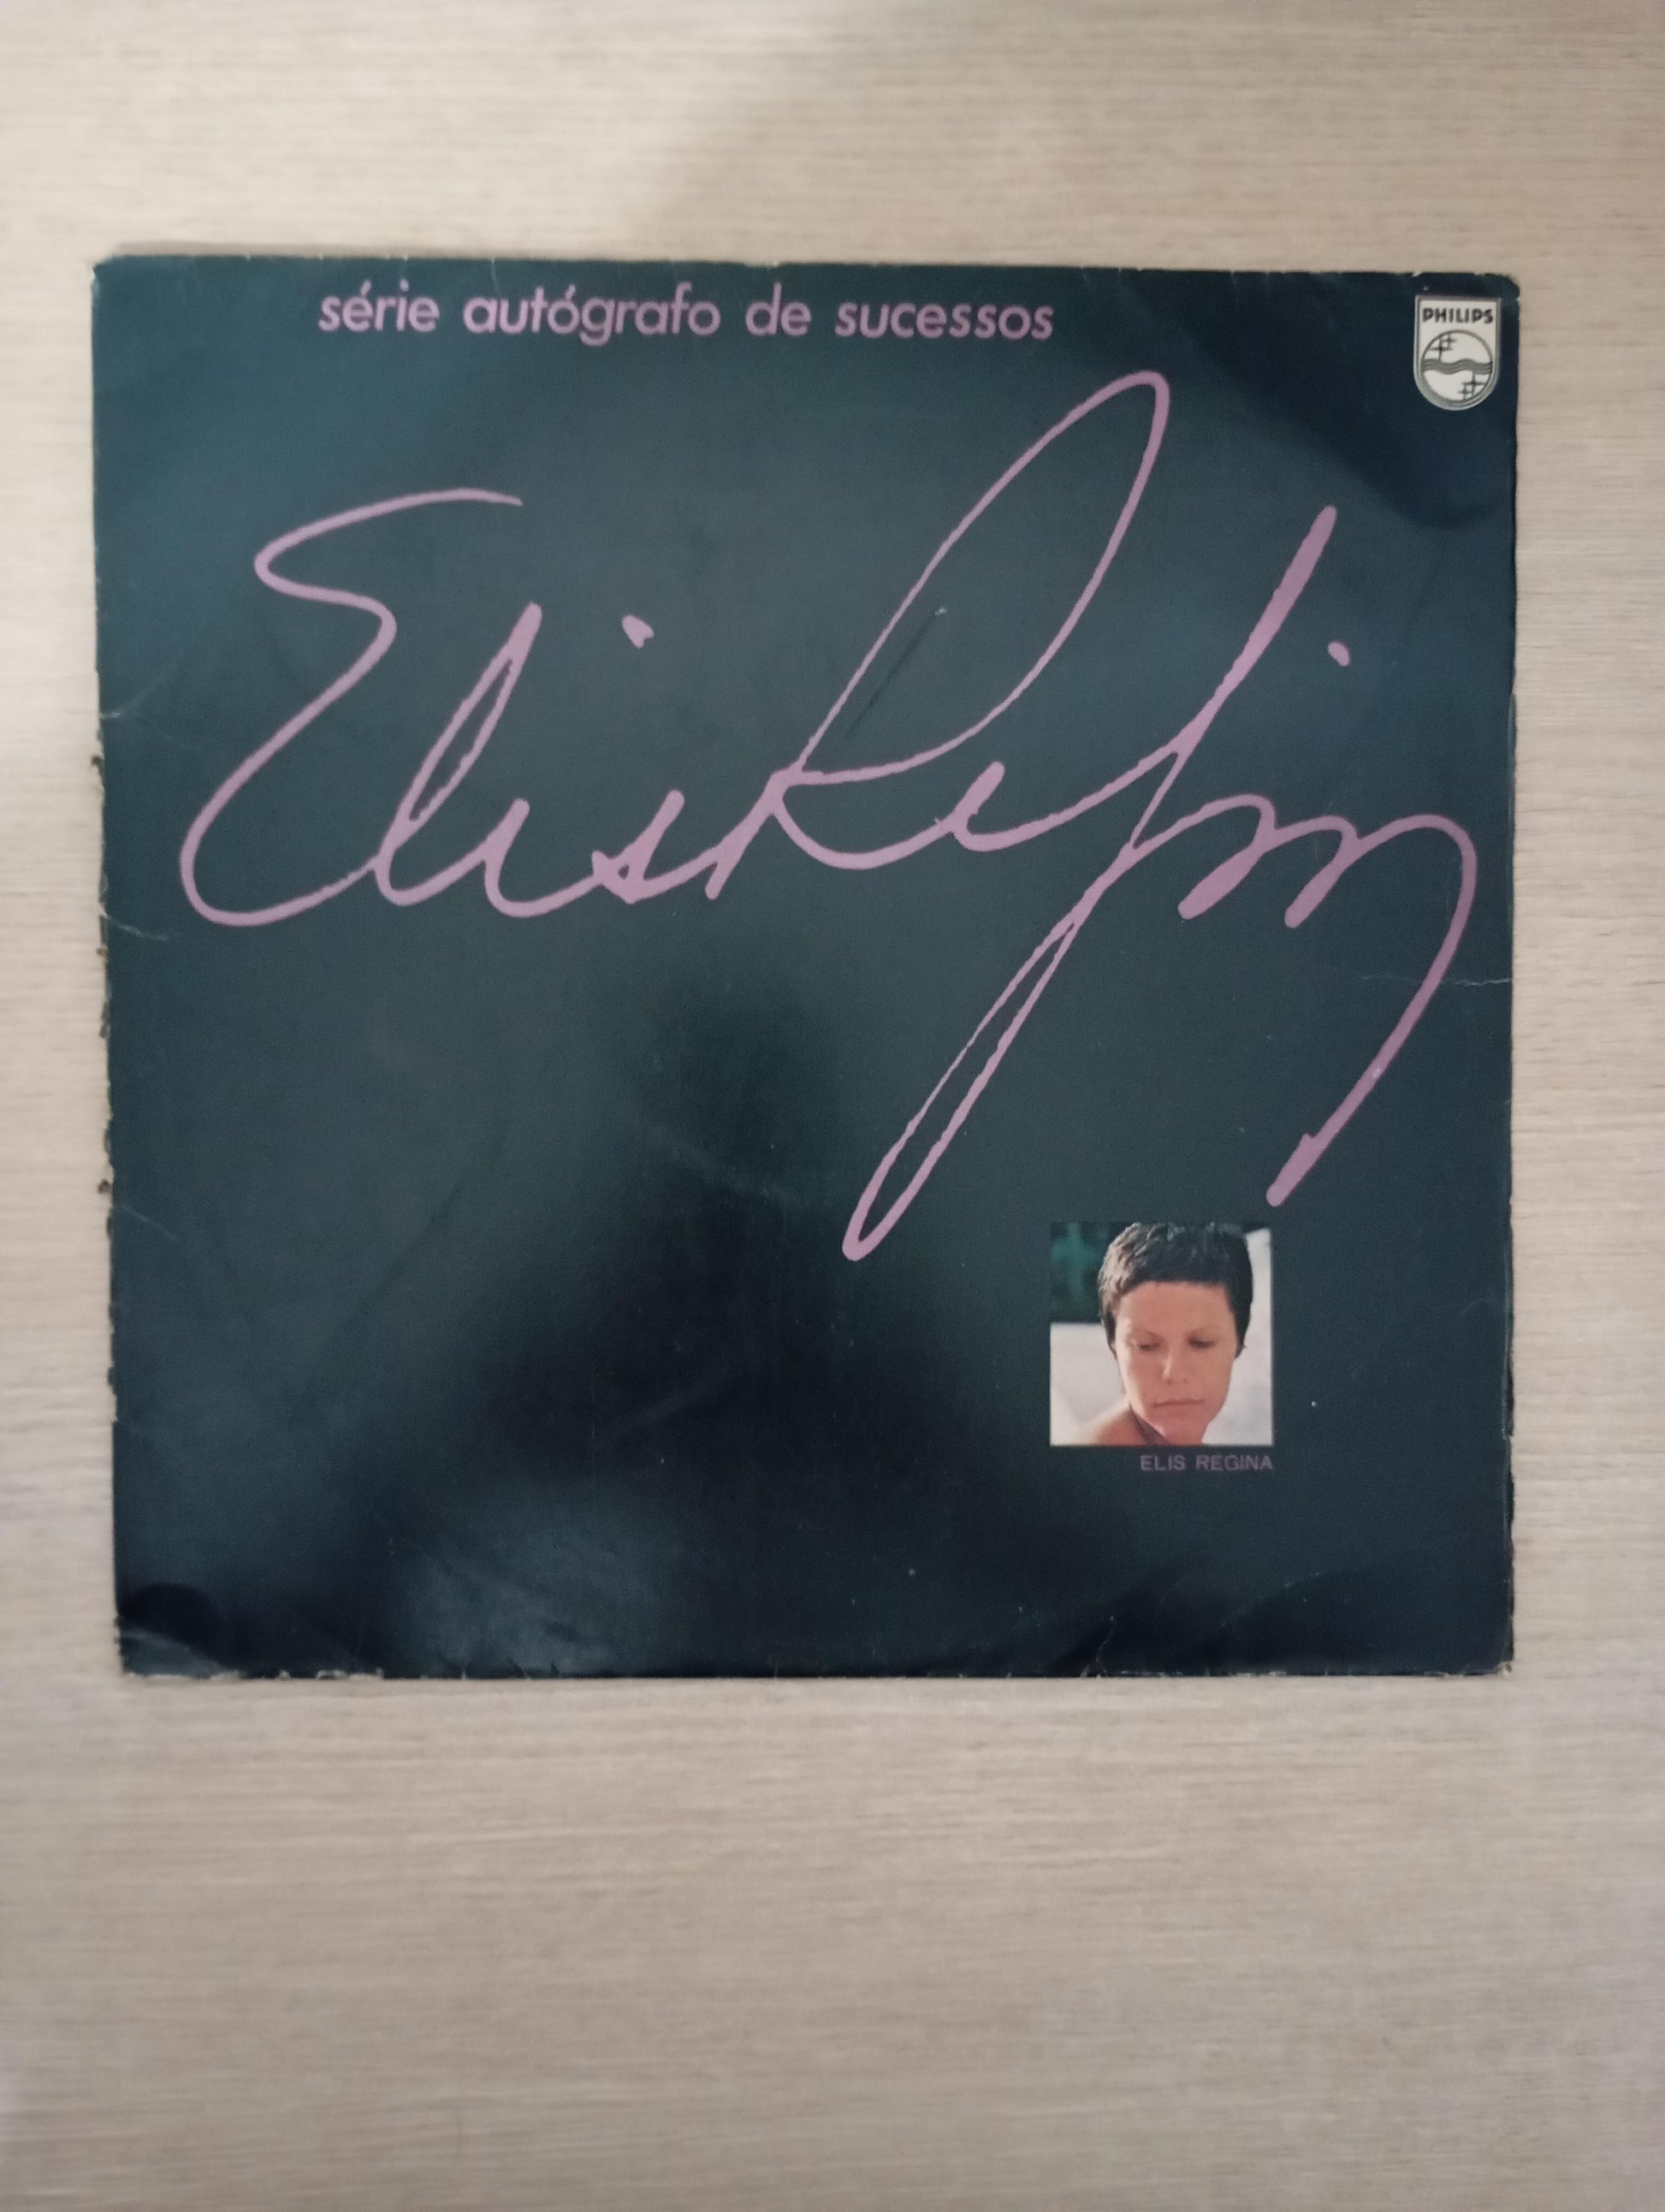 série autógrafo de sucessos
PHILIPS
Elis Regina
ELIS REGINA